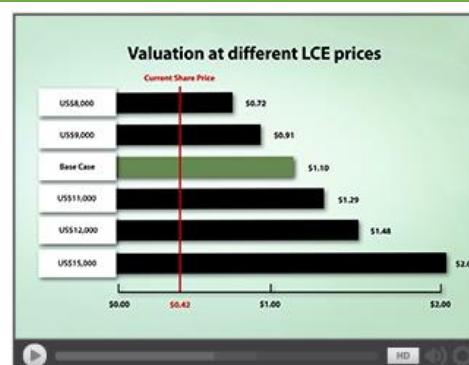 Valuation at different LCE prices
Current Share Price
US$8,000 $0.72
US$9,000 $0.91
Base Case $1.10
US$11,000 $1.29
US$12,000 $1.48
US$15,000
$0.00 $0.42 $1.00 $2.00
HD